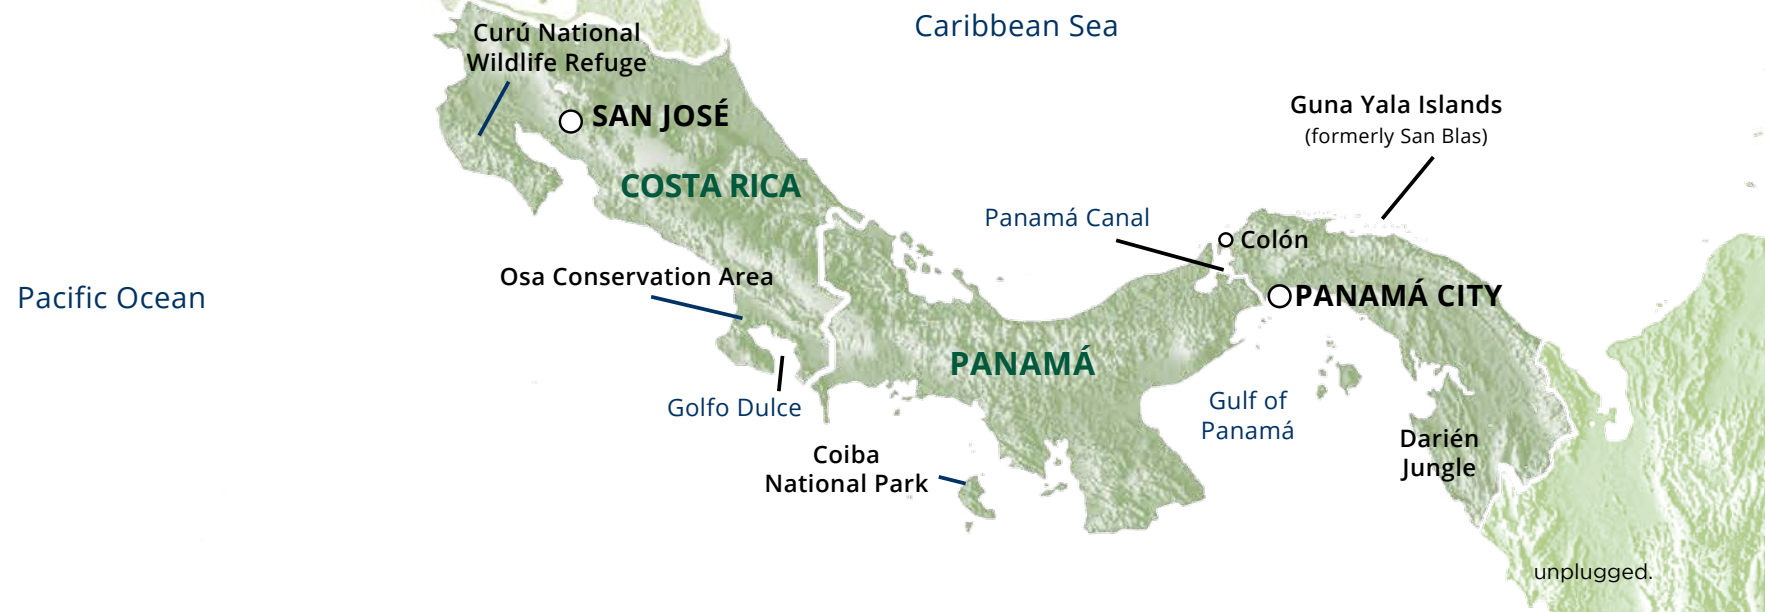 Caribbean Sea
Curú National
Wildlife Refuge
SAN JOSÉ
Guna Yala Islands
(formerly San Blas)
COSTA RICA
Panamá Canal
Colón
Osa Conservation Area
Pacific Ocean
PANAMÁ CITY
PANAMÁ
Golfo Dulce
Gulf of
Panamá
Darién
Jungle
Coiba
National Park
unplugged.